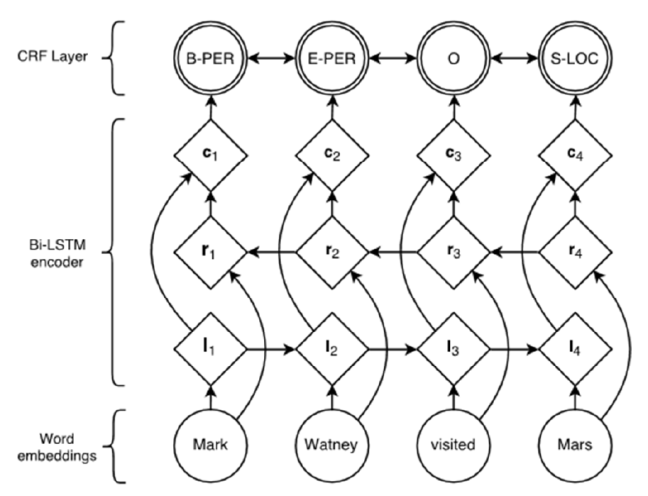 CRF Layer
B-PER E-PER O S-LOC
c1 c2 c3 c4
Bi-LSTM
encoder
r1 r2 r3 r4
l1 l2 l3 l4
Word
embeddings
Mark Watney visited Mars